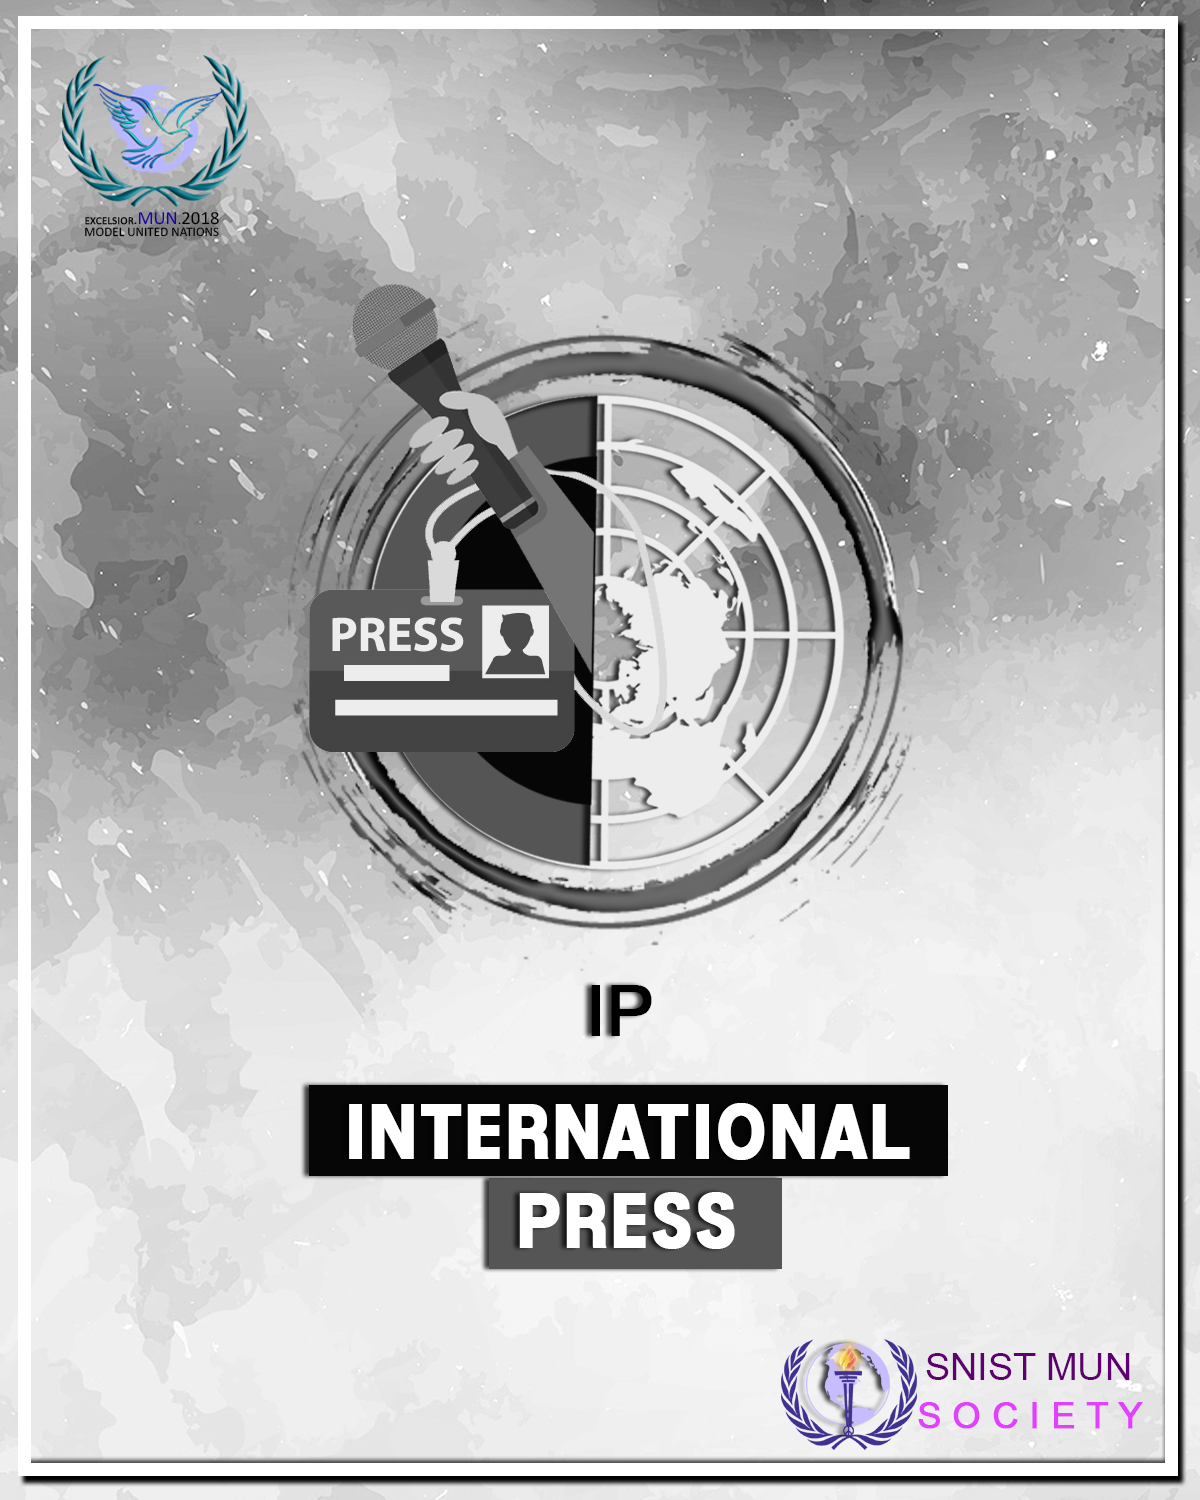 EXCELSIOR.MUN.2018
MODEL UNITED NATIONS
PRESS
IP
INTERNATIONAL
PRESS
SNIST MUN
SOCIETY